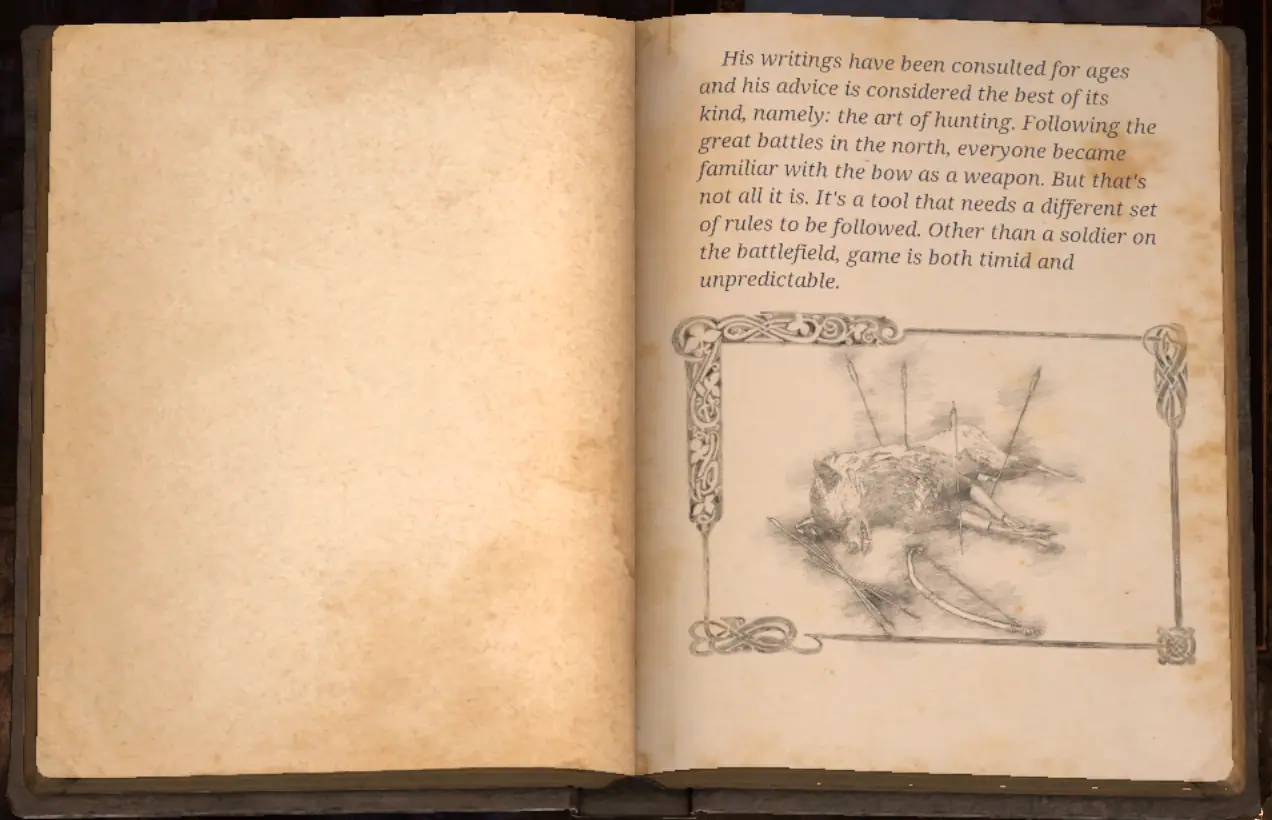 His writings have been consulted for ages
and his advice is considered the best of its
kind, namely: the art of hunting. Following the
great battles in the north, everyone became
familiar with the bow as a weapon. But that's
not all it is. It's a tool that needs a different set
of rules to be followed. Other than a soldier on
the battlefield, game is both timid and
unpredictable.